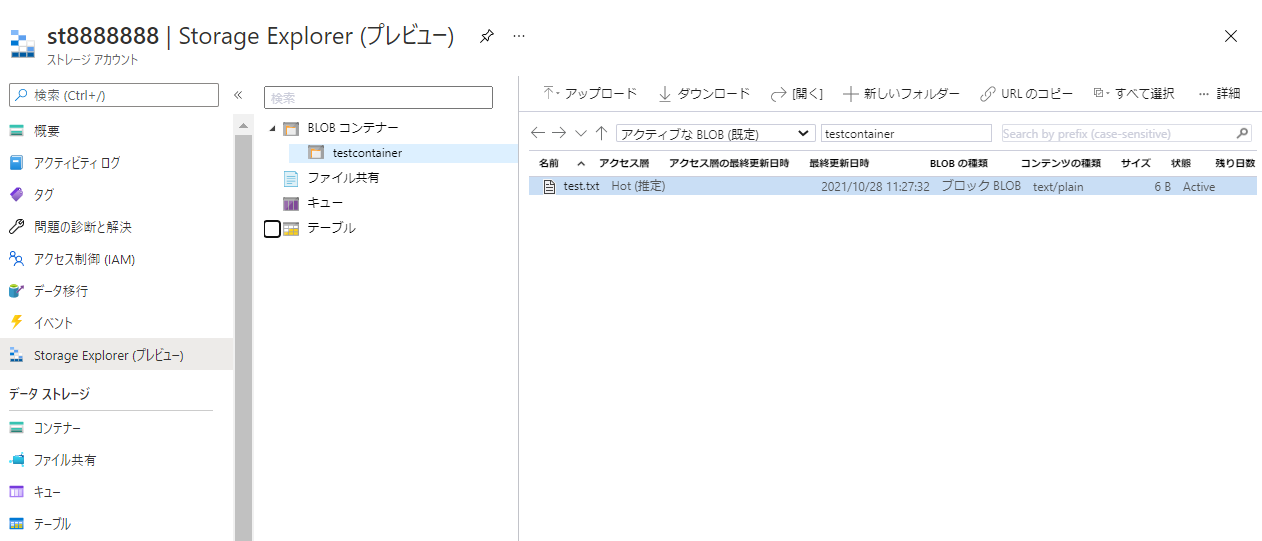 st8888888 | Storage Explorer (プレビュー)
ストレージ アカウント
検索 (Ctrl+/)
概要
アクティビティ ログ
タグ
問題の診断と解決
アクセス制御 (IAM)
データ移行
イベント
Storage Explorer (プレビュー)
データ ストレージ
コンテナー
ファイル共有
キュー
テーブル
検索
BLOB コンテナー
testcontainer
ファイル共有
キュー
テーブル
アップロード ダウンロード [開く] 新しいフォルダー URL のコピー すべて選択 詳細
アクティブな BLOB (既定) testcontainer Search by prefix (case-sensitive)
名前 アクセス層 アクセス層の最終更新日時 最終更新日時 BLOB の種類 コンテンツの種類 サイズ 状態 残り日数
test.txt Hot (推定) 2021/10/28 11:27:32 ブロック BLOB text/plain 6 B Active